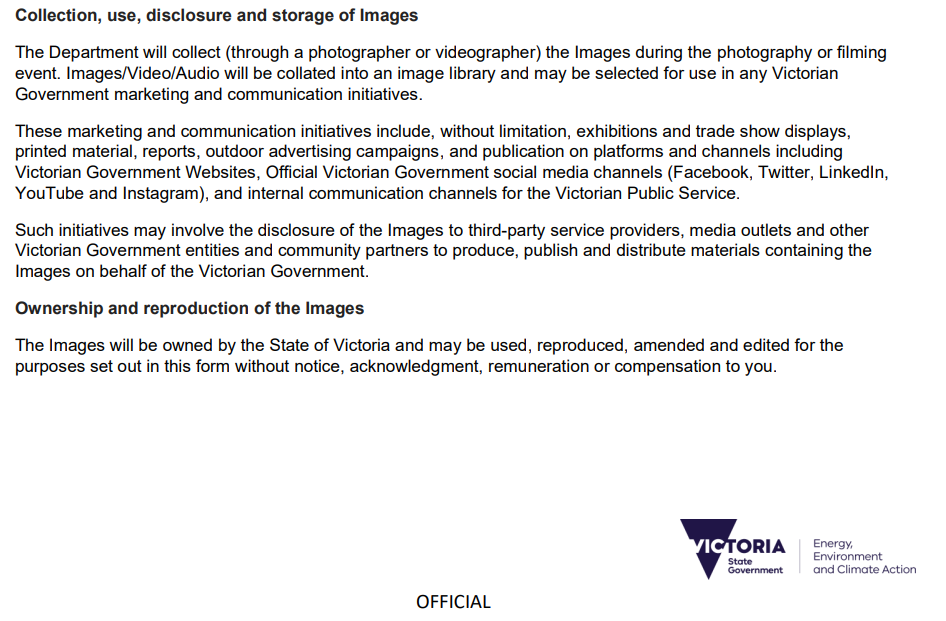 Collection, use, disclosure and storage of Images
The Department will collect (through a photographer or videographer) the Images during the photography or filming
event. Images/Video/Audio will be collated into an image library and may be selected for use in any Victorian
Government marketing and communication initiatives.
These marketing and communication initiatives include, without limitation, exhibitions and trade show displays,
printed material, reports, outdoor advertising campaigns, and publication on platforms and channels including
Victorian Government Websites, Official Victorian Government social media channels (Facebook, Twitter, LinkedIn,
YouTube and Instagram), and internal communication channels for the Victorian Public Service.
Such initiatives may involve the disclosure of the Images to third-party service providers, media outlets and other
Victorian Government entities and community partners to produce, publish and distribute materials containing the
Images on behalf of the Victorian Government.
Ownership and reproduction of the Images
The Images will be owned by the State of Victoria and may be used, reproduced, amended and edited for the
purposes set out in this form without notice, acknowledgment, remuneration or compensation to you.
VICTORIA
State
Government
Energy,
Environment
and Climate Action
OFFICIAL